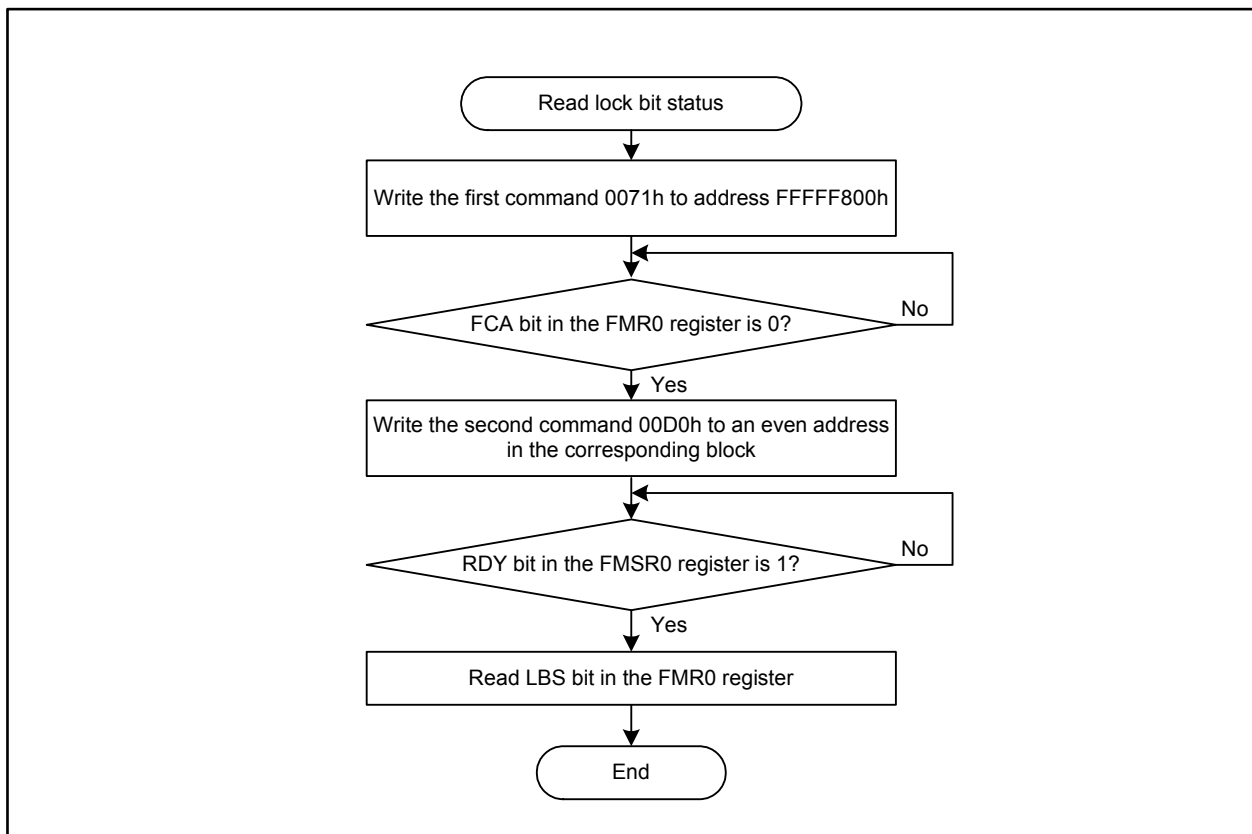 Read lock bit status
Write the first command 0071h to address FFFFF800h
FCA bit in the FMR0 register is 0?
No
Yes
Write the second command 00D0h to an even address
in the corresponding block
RDY bit in the FMSR0 register is 1?
No
Yes
Read LBS bit in the FMR0 register
End